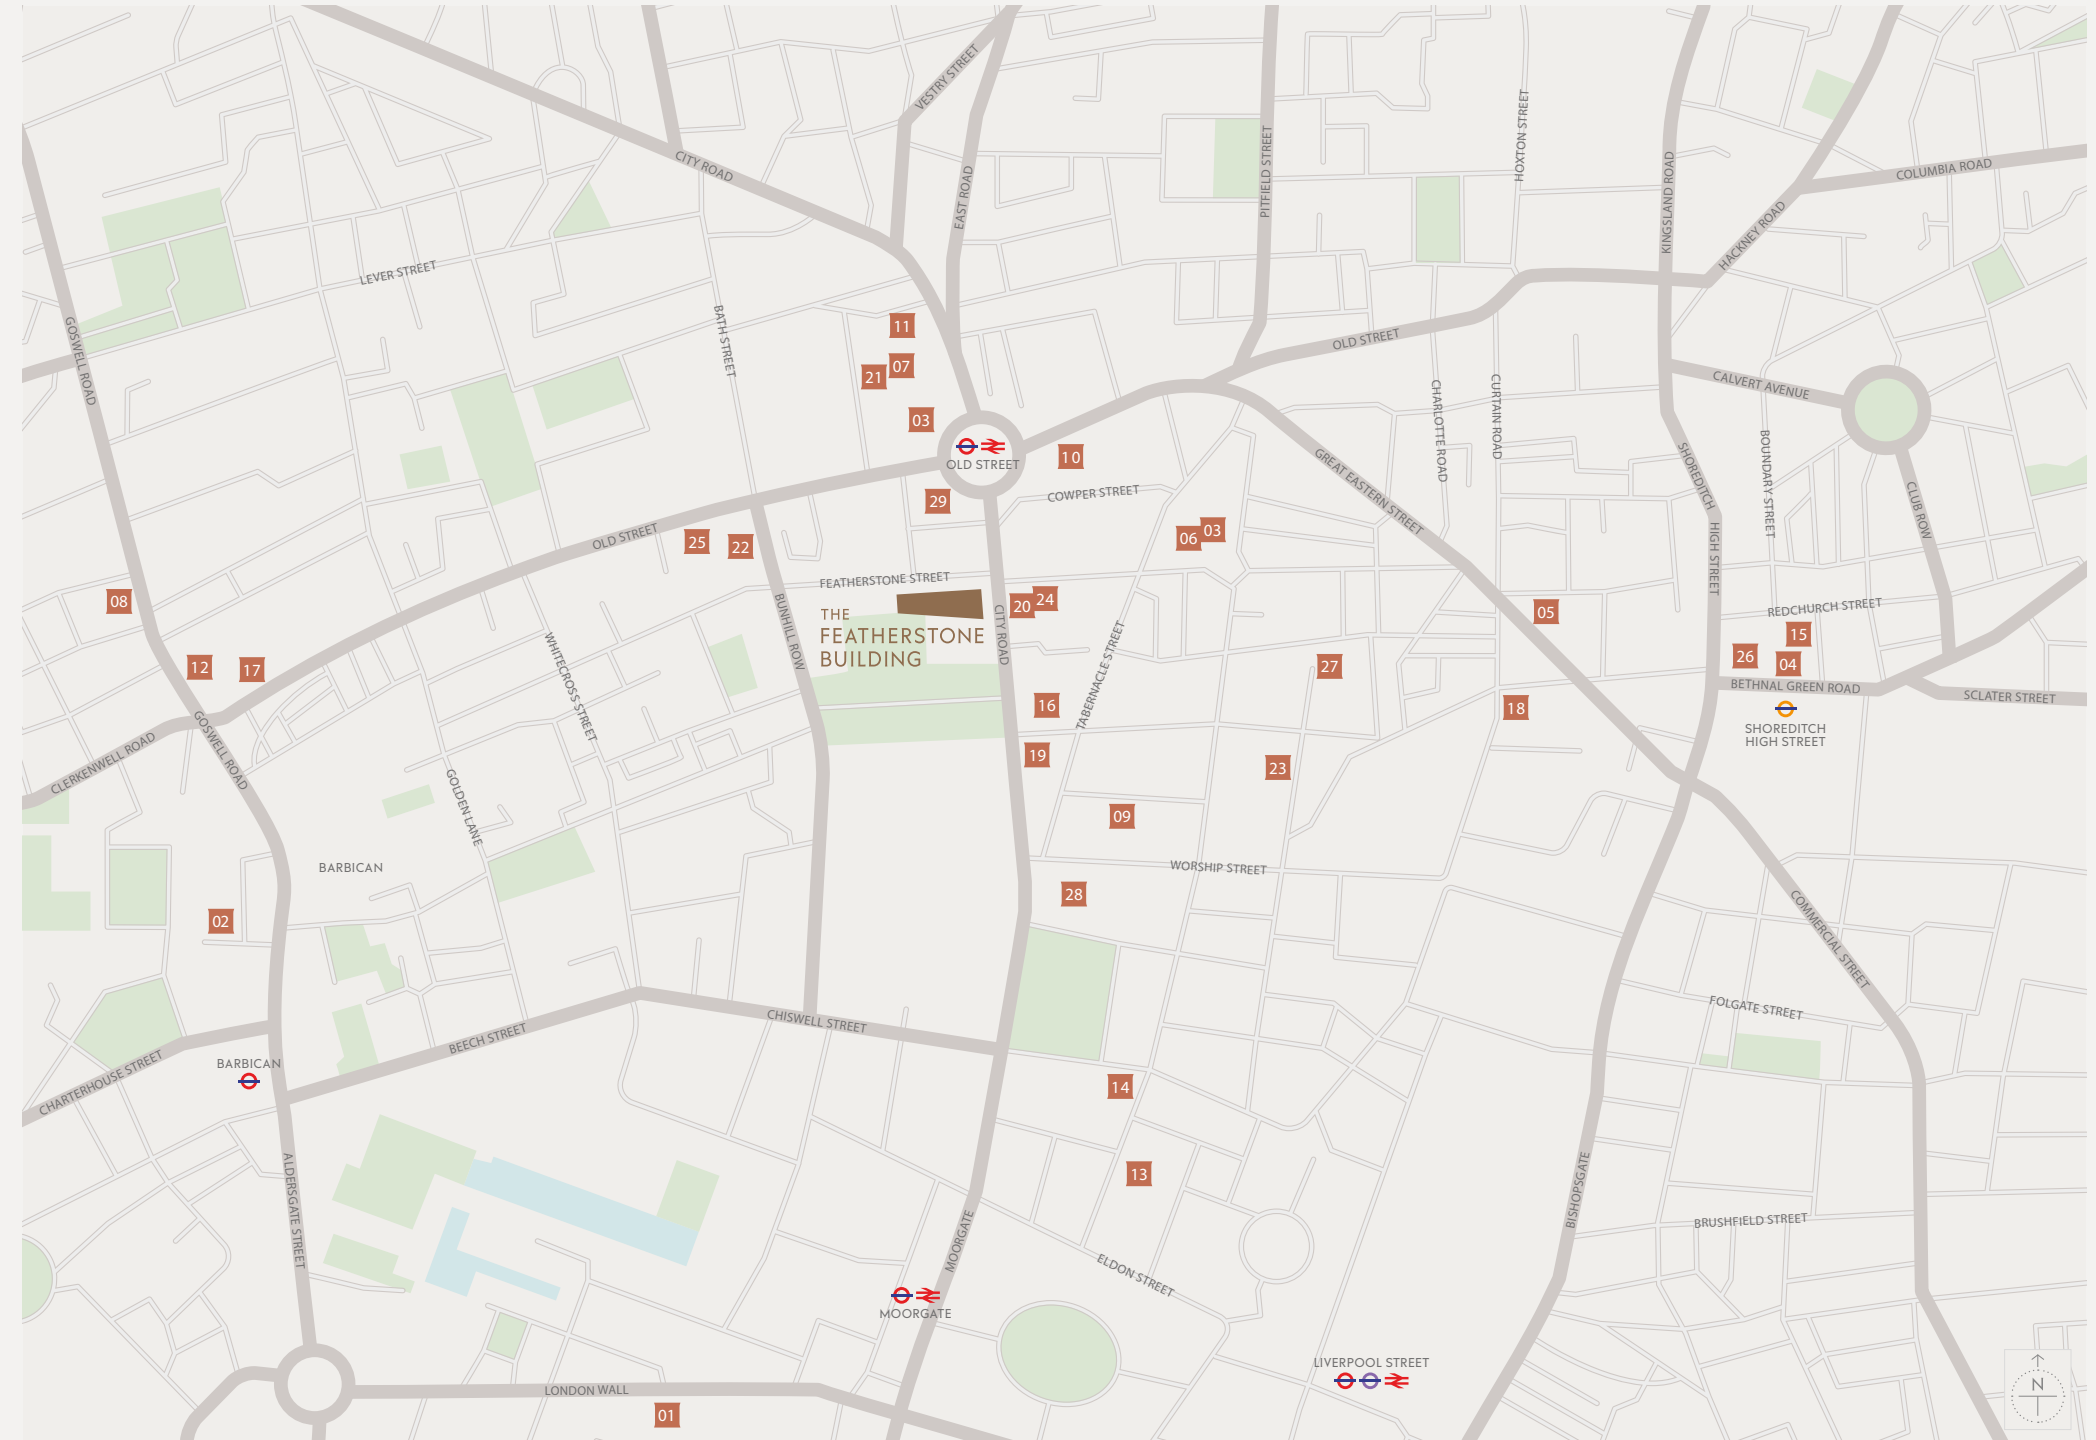 VESTRY STREET
CITY ROAD
EAST ROAD
PITFIELD STREET
HOXTON STREET
KINGSLAND ROAD
COLUMBIA ROAD
HACKNEY ROAD
LEVER STREET
GOSWELL ROAD
BATH STREET
11
07
21
03
OLD STREET
CALVERT AVENUE
CHARLOTTE ROAD
CURTAIN ROAD
BOUNDARY STREET
SHOREDITCH
HIGH STREET
CLUB ROW
OLD STREET
10
GREAT EASTERN STREET
COWPER STREET
29
OLD STREET
25
22
06
03
FEATHERSTONE STREET
THE
FEATHERSTONE
BUILDING
BUNHILL ROW
CITY ROAD
20
24
TABERNACLE STREET
08
12
17
WHITECROSS STREET
05
REDCHURCH STREET
15
26
04
BETHNAL GREEN ROAD
SCLATER STREET
SHOREDITCH
HIGH STREET
27
16
18
19
23
CLERKENWELL ROAD
GOSWELL ROAD
GOLDEN LANE
09
BARBICAN
WORSHIP STREET
28
02
COMMERCIAL STREET
FOLGATE STREET
CHISWELL STREET
BEECH STREET
BARBICAN
CHARTERHOUSE STREET
14
13
ALDERSGATE STREET
MOORGATE
BISHOPSGATE
BRUSHFIELD STREET
ELDON STREET
MOORGATE
LIVERPOOL STREET
LONDON WALL
01
N